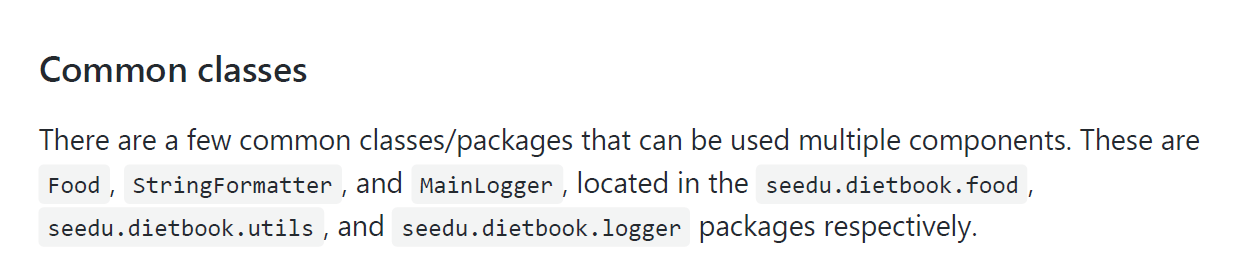 Common classes
There are a few common classes/packages that can be used multiple components. These are
Food, StringFormatter, and MainLogger, located in the seedu.dietbook.food,
seedu.dietbook.utils, and seedu.dietbook.logger packages respectively.